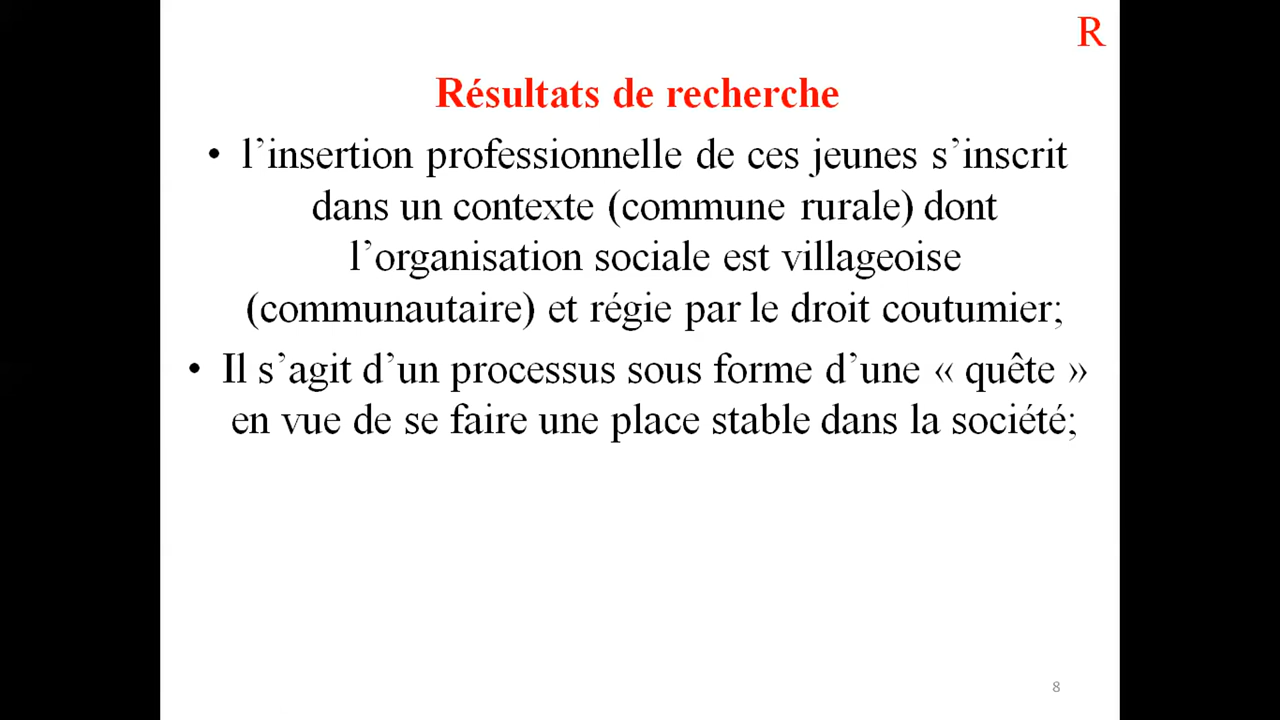 R
Résultats de recherche
• l’insertion professionnelle de ces jeunes s’inscrit
dans un contexte (commune rurale) dont
l’organisation sociale est villageoise
(communautaire) et régie par le droit coutumier;
• Il s’agit d’un processus sous forme d’une « quête »
en vue de se faire une place stable dans la société;
8